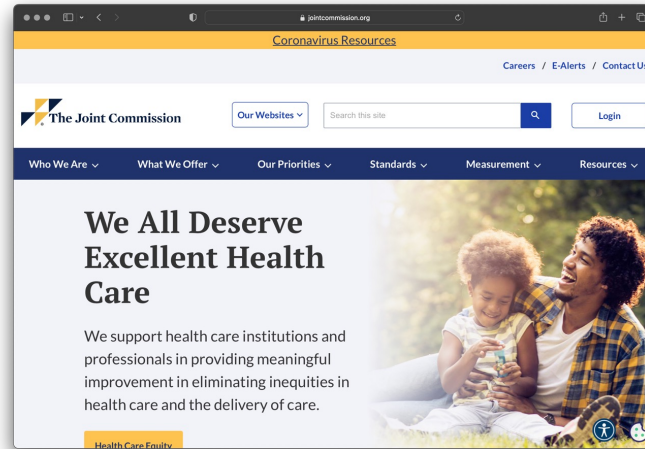 jointcommission.org
Coronavirus Resources
Careers / E-Alerts / Contact Us
The Joint Commission
Our Websites
Search this site
Login
Who We Are What We Offer Our Priorities Standards Measurement Resources
We All Deserve
Excellent Health
Care
We support health care institutions and
professionals in providing meaningful
improvement in eliminating inequities in
health care and the delivery of care.
Health Care Equity